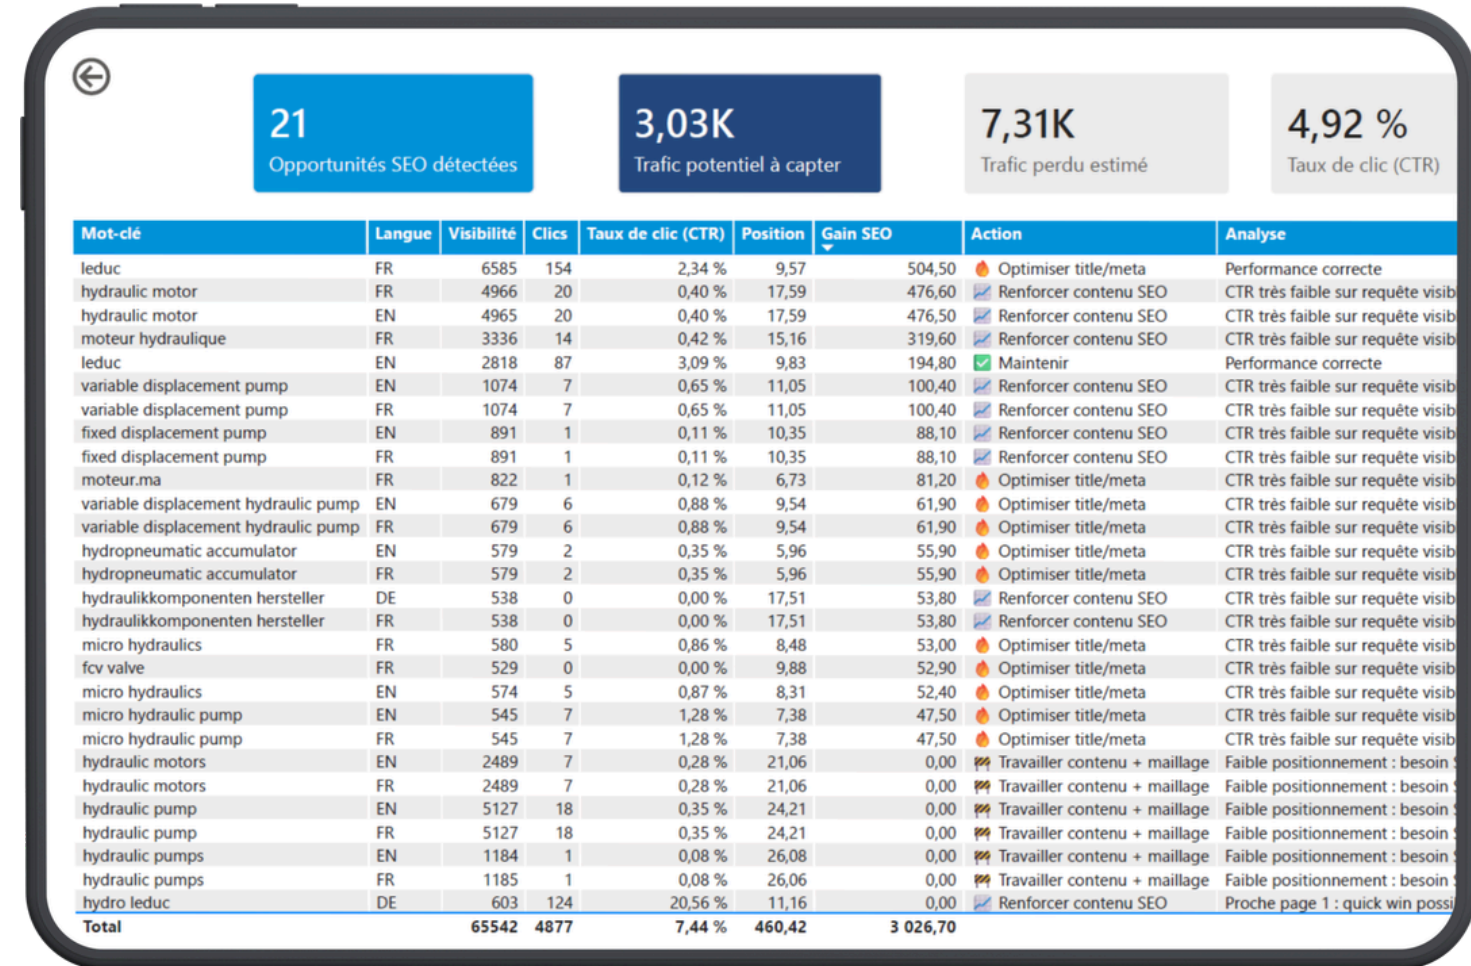 21
Opportunités SEO détectées
3,03K
Trafic potentiel à capter
7,31K
Trafic perdu estimé
4,92 %
Taux de clic (CTR)
Mot-clé Langue Visibilité Clics Taux de clic (CTR) Position Gain SEO Action Analyse
leduc FR 6585 154 2,34 % 9,57 504,50 Optimiser title/meta Performance correcte
hydraulic motor FR 4966 20 0,40 % 17,59 476,60 Renforcer contenu SEO CTR très faible sur requête visib
hydraulic motor EN 4965 20 0,40 % 17,59 476,50 Renforcer contenu SEO CTR très faible sur requête visib
moteur hydraulique FR 3336 14 0,42 % 15,16 319,60 Renforcer contenu SEO CTR très faible sur requête visib
leduc EN 2818 87 3,09 % 9,83 194,80 Maintenir Performance correcte
variable displacement pump EN 1074 7 0,65 % 11,05 100,40 Renforcer contenu SEO CTR très faible sur requête visib
variable displacement pump FR 1074 7 0,65 % 11,05 100,40 Renforcer contenu SEO CTR très faible sur requête visib
fixed displacement pump EN 891 1 0,11 % 10,35 88,10 Renforcer contenu SEO CTR très faible sur requête visib
fixed displacement pump FR 891 1 0,11 % 10,35 88,10 Renforcer contenu SEO CTR très faible sur requête visib
moteur.ma FR 822 1 0,12 % 6,73 81,20 Optimiser title/meta CTR très faible sur requête visib
variable displacement hydraulic pump EN 679 6 0,88 % 9,54 61,90 Optimiser title/meta CTR très faible sur requête visib
variable displacement hydraulic pump FR 679 6 0,88 % 9,54 61,90 Optimiser title/meta CTR très faible sur requête visib
hydropneumatic accumulator EN 579 2 0,35 % 5,96 55,90 Optimiser title/meta CTR très faible sur requête visib
hydropneumatic accumulator FR 579 2 0,35 % 5,96 55,90 Optimiser title/meta CTR très faible sur requête visib
hydraulikkomponenten hersteller DE 538 0 0,00 % 17,51 53,80 Renforcer contenu SEO CTR très faible sur requête visib
hydraulikkomponenten hersteller FR 538 0 0,00 % 17,51 53,80 Renforcer contenu SEO CTR très faible sur requête visib
micro hydraulics FR 580 5 0,86 % 8,48 53,00 Optimiser title/meta CTR très faible sur requête visib
fcv valve FR 529 0 0,00 % 9,88 52,90 Optimiser title/meta CTR très faible sur requête visib
micro hydraulics EN 574 5 0,87 % 8,31 52,40 Optimiser title/meta CTR très faible sur requête visib
micro hydraulic pump EN 545 7 1,28 % 7,38 47,50 Optimiser title/meta CTR très faible sur requête visib
micro hydraulic pump FR 545 7 1,28 % 7,38 47,50 Optimiser title/meta CTR très faible sur requête visib
hydraulic motors EN 2489 7 0,28 % 21,06 0,00 Travailler contenu + maillage Faible positionnement : besoin
hydraulic motors FR 2489 7 0,28 % 21,06 0,00 Travailler contenu + maillage Faible positionnement : besoin
hydraulic pump EN 5127 18 0,35 % 24,21 0,00 Travailler contenu + maillage Faible positionnement : besoin
hydraulic pump FR 5127 18 0,35 % 24,21 0,00 Travailler contenu + maillage Faible positionnement : besoin
hydraulic pumps EN 1184 1 0,08 % 26,08 0,00 Travailler contenu + maillage Faible positionnement : besoin
hydraulic pumps FR 1185 1 0,08 % 26,06 0,00 Travailler contenu + maillage Faible positionnement : besoin
hydro leduc DE 603 124 20,56 % 11,16 0,00 Renforcer contenu SEO Proche page 1 : quick win possi
Total 65542 4877 7,44 % 460,42 3 026,70